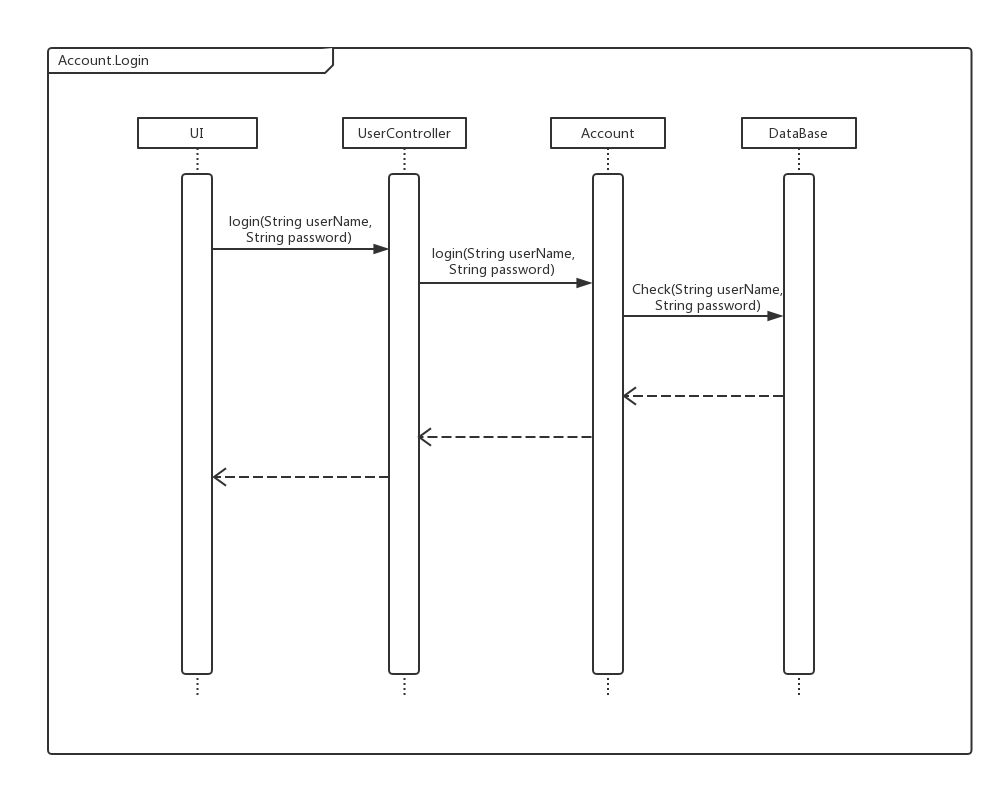 Account.Login
UI
UserController
Account
DataBase
login(String userName,
String password)
login(String userName,
String password)
Check(String userName,
String password)